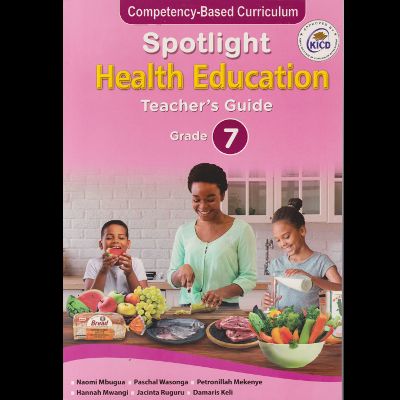 Competency-Based Curriculum
Spotlight
KICD
Health Education
Teacher's Guide
Grade 7
Bread
Naomi Mbugua • Paschal Wasonga • Petronillah Mekenye
Hannah Mwangi • Jacinta Ruguru • Damaris Keli